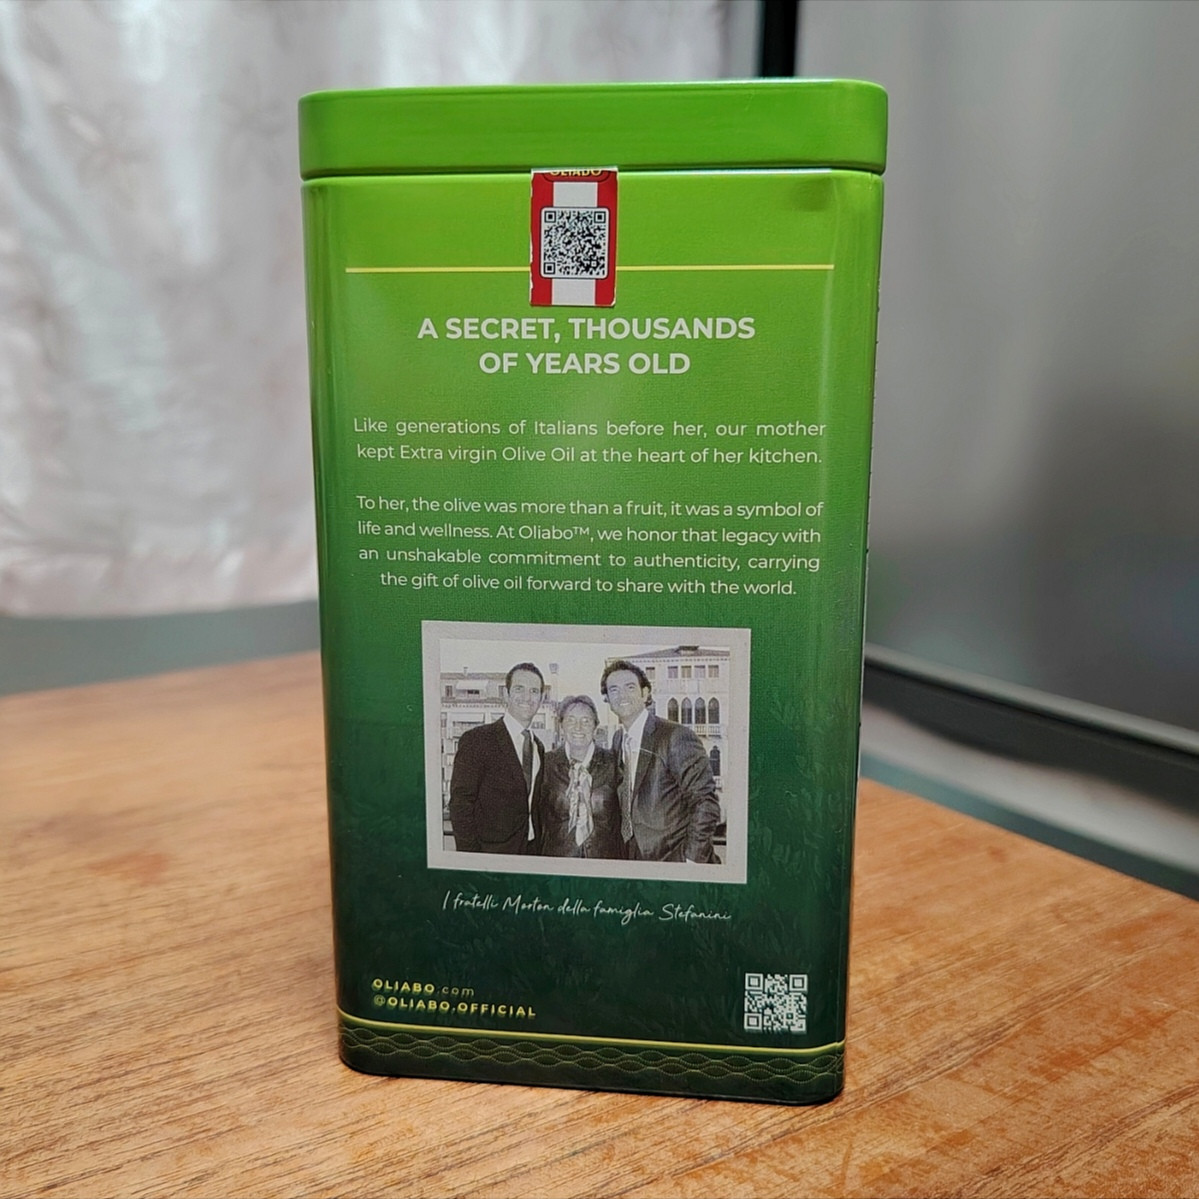 OLIABO
A SECRET, THOUSANDS
OF YEARS OLD
Like generations of Italians before her, our mother
kept Extra virgin Olive Oil at the heart of her kitchen.
To her, the olive was more than a fruit, it was a symbol of
life and wellness. At Oliabo™, we honor that legacy with
an unshakable commitment to authenticity, carrying
the gift of olive oil forward to share with the world.
I fratelli Morton della famiglia Stefanini
OLIABO.com
@OLIABO.OFFICIAL